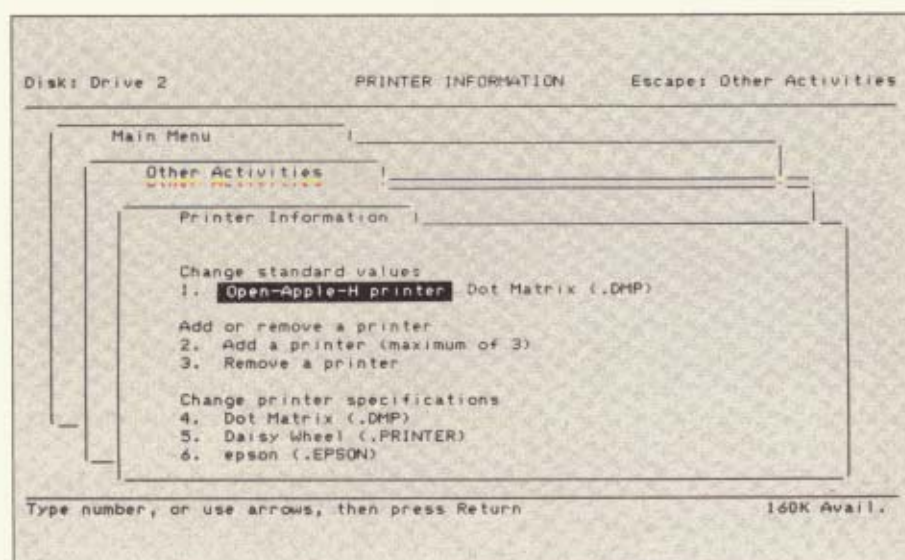 Disk: Drive 2 PRINTER INFORMATION Escape: Other Activities
Main Menu
Other Activities
Printer Information
Change standard values
1. Open-Apple-H printer Dot Matrix (.DMP)
Add or remove a printer
2. Add a printer (maximum of 3)
3. Remove a printer
Change printer specifications
4. Dot Matrix (.DMP)
5. Daisy Wheel (.PRINTER)
6. epson (.EPSON)
Type number, or use arrows, then press Return 160K Avail.